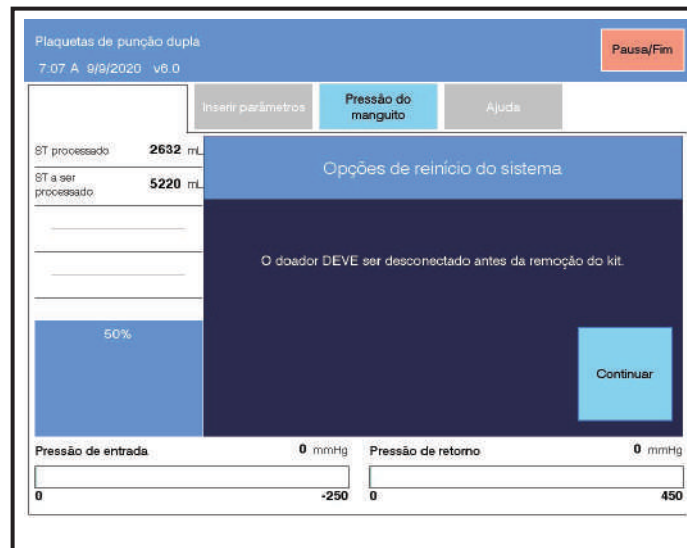 Plaquetas de punção dupla
7:07 A 9/9/2020 v6.0
Pausa/Fim
Inserir parâmetros
Pressão do
manguito
Ajuda
ST processado 2632 mL
ST a ser
processado 5220 mL
Opções de reinício do sistema
O doador DEVE ser desconectado antes da remoção do kit.
50%
Continuar
Pressão de entrada 0 mmHg Pressão de retorno 0 mmHg
0 -250 0 450